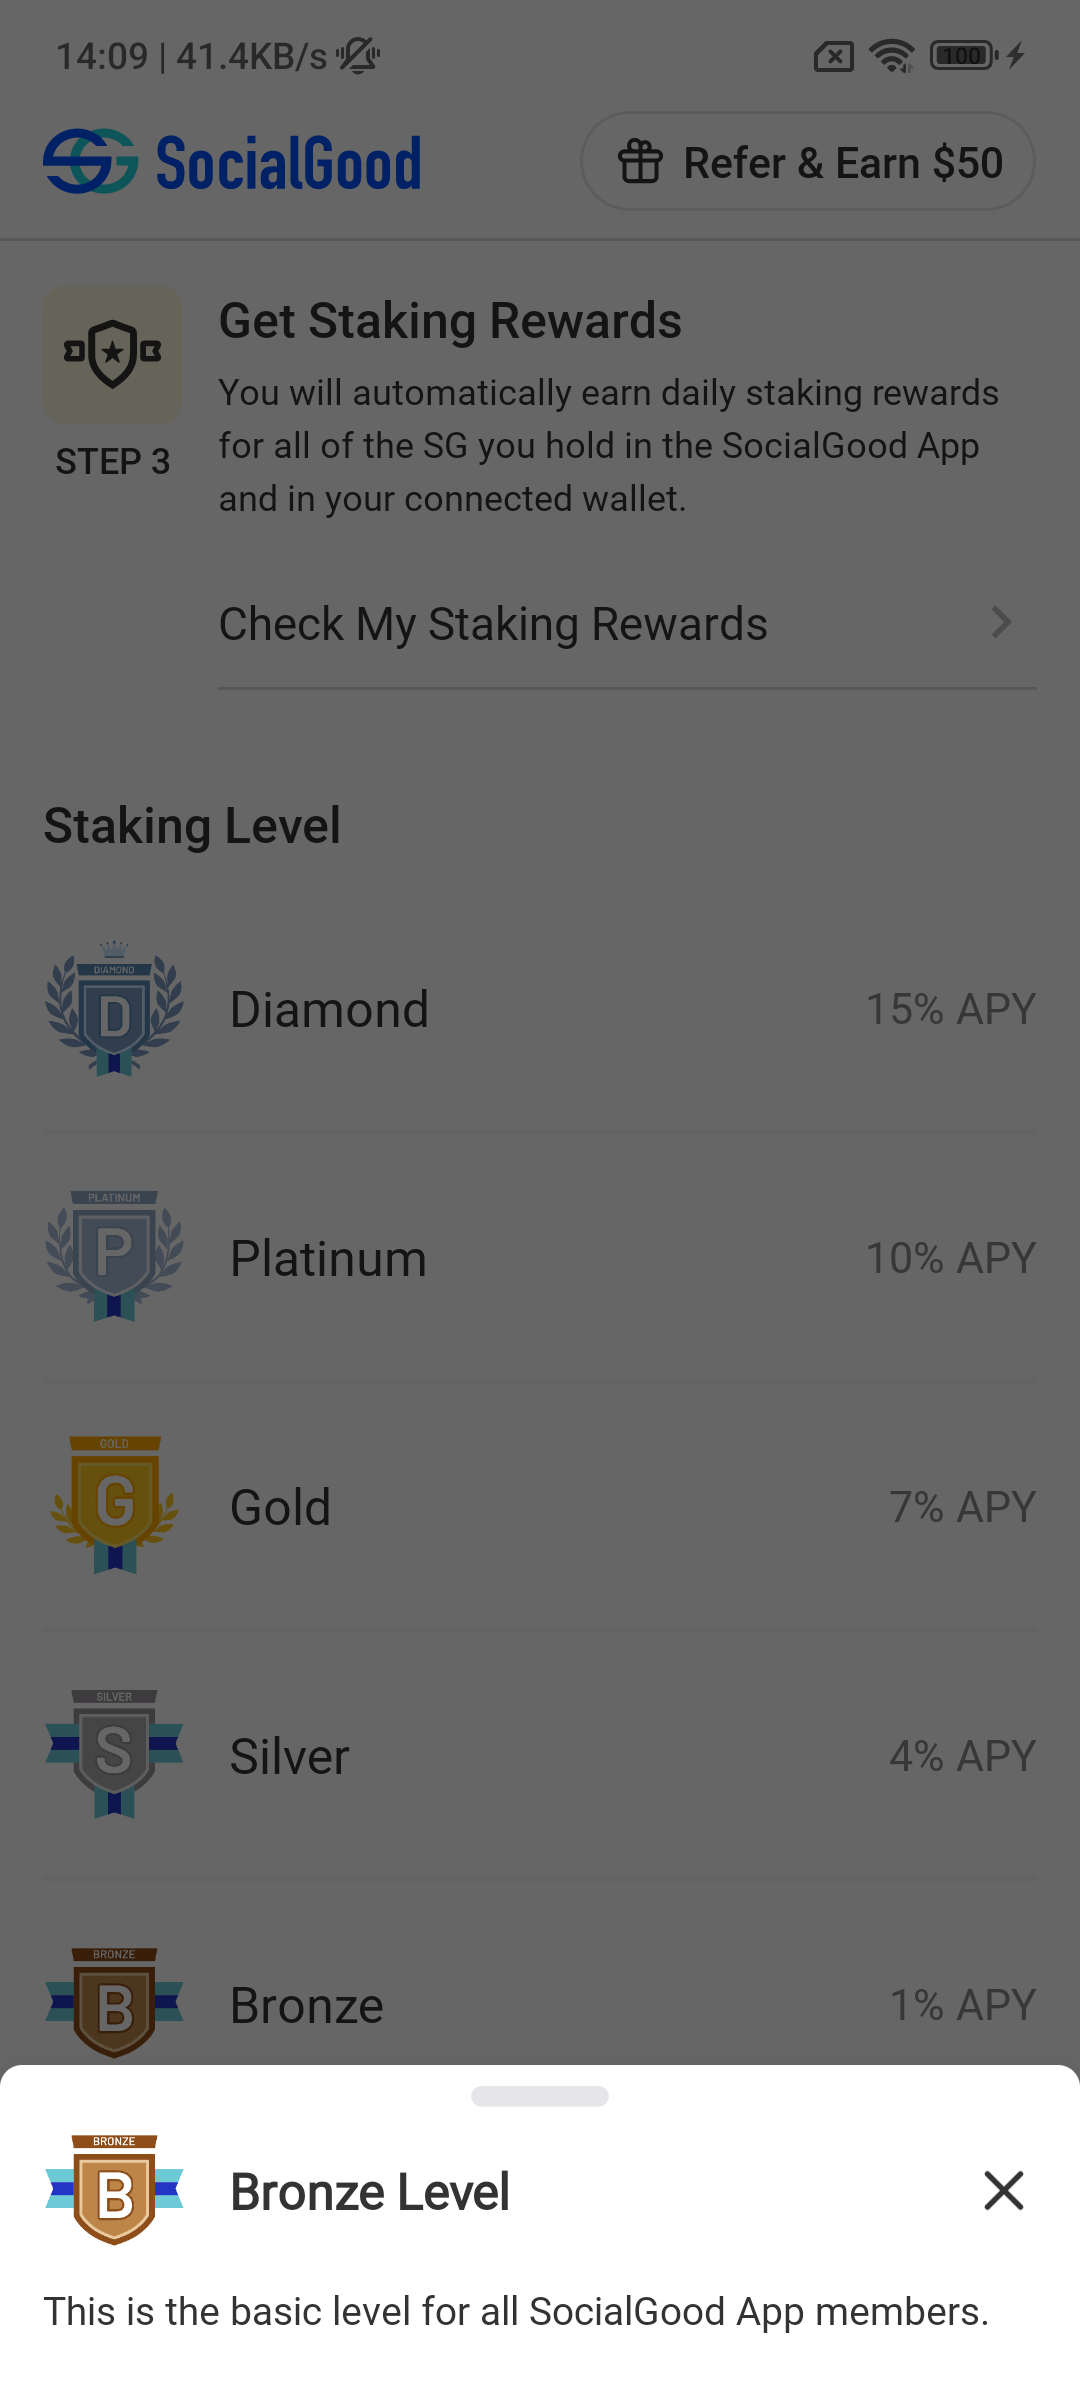 14:09 | 41.4KB/s
100
SocialGood
Refer & Earn $50
Get Staking Rewards
You will automatically earn daily staking rewards
for all of the SG you hold in the SocialGood App
and in your connected wallet.
STEP 3
Check My Staking Rewards
Staking Level
DIAMOND
D
Diamond
15% APY
PLATINUM
P
Platinum
10% APY
GOLD
G
Gold
7% APY
SILVER
S
Silver
4% APY
BRONZE
B
Bronze
1% APY
BRONZE
B
Bronze Level
This is the basic level for all SocialGood App members.